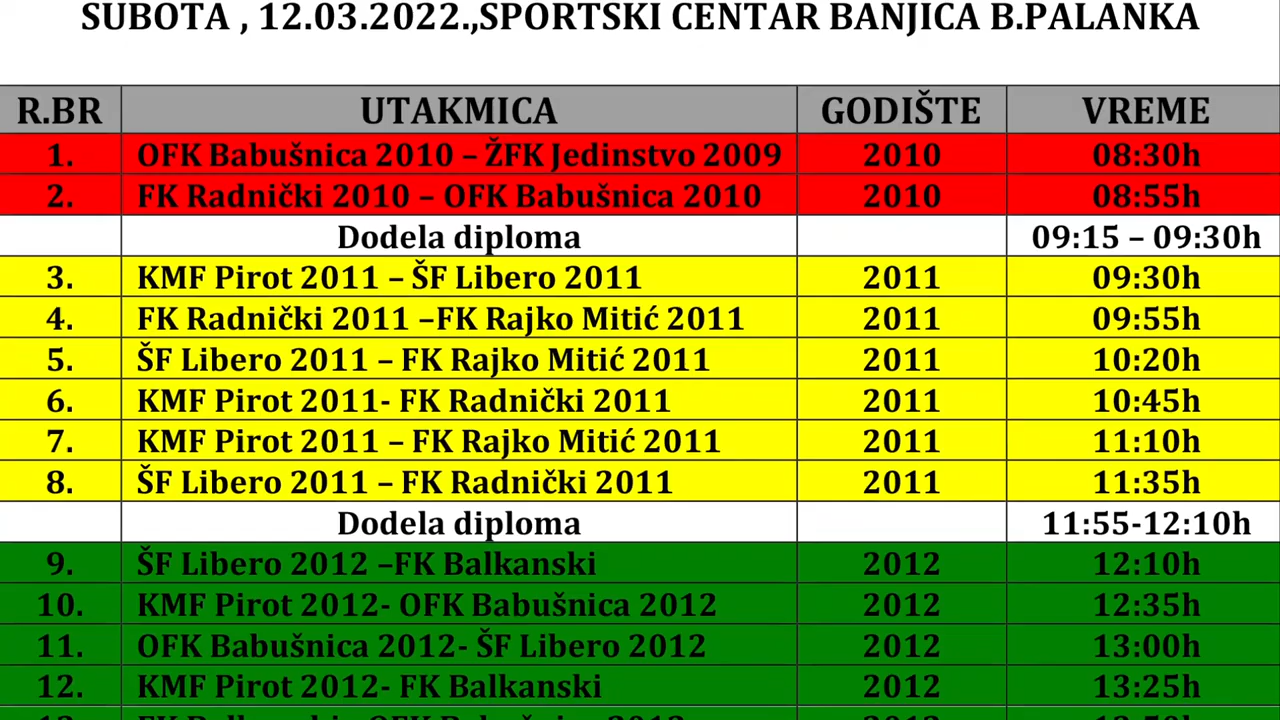 SUBOTA , 12.03.2022.,SPORTSKI CENTAR BANJICA B.PALANKA
R.BR UTAKMICA GODIŠTE VREME
1. OFK Babušnica 2010 – ŽFK Jedinstvo 2009 2010 08:30h
2. FK Radnički 2010 – OFK Babušnica 2010 2010 08:55h
Dodela diploma 09:15 – 09:30h
3. KMF Pirot 2011 – ŠF Libero 2011 2011 09:30h
4. FK Radnički 2011 –FK Rajko Mitić 2011 2011 09:55h
5. ŠF Libero 2011 – FK Rajko Mitić 2011 2011 10:20h
6. KMF Pirot 2011- FK Radnički 2011 2011 10:45h
7. KMF Pirot 2011 – FK Rajko Mitić 2011 2011 11:10h
8. ŠF Libero 2011 – FK Radnički 2011 2011 11:35h
Dodela diploma 11:55-12:10h
9. ŠF Libero 2012 –FK Balkanski 2012 12:10h
10. KMF Pirot 2012- OFK Babušnica 2012 2012 12:35h
11. OFK Babušnica 2012- ŠF Libero 2012 2012 13:00h
12. KMF Pirot 2012- FK Balkanski 2012 13:25h